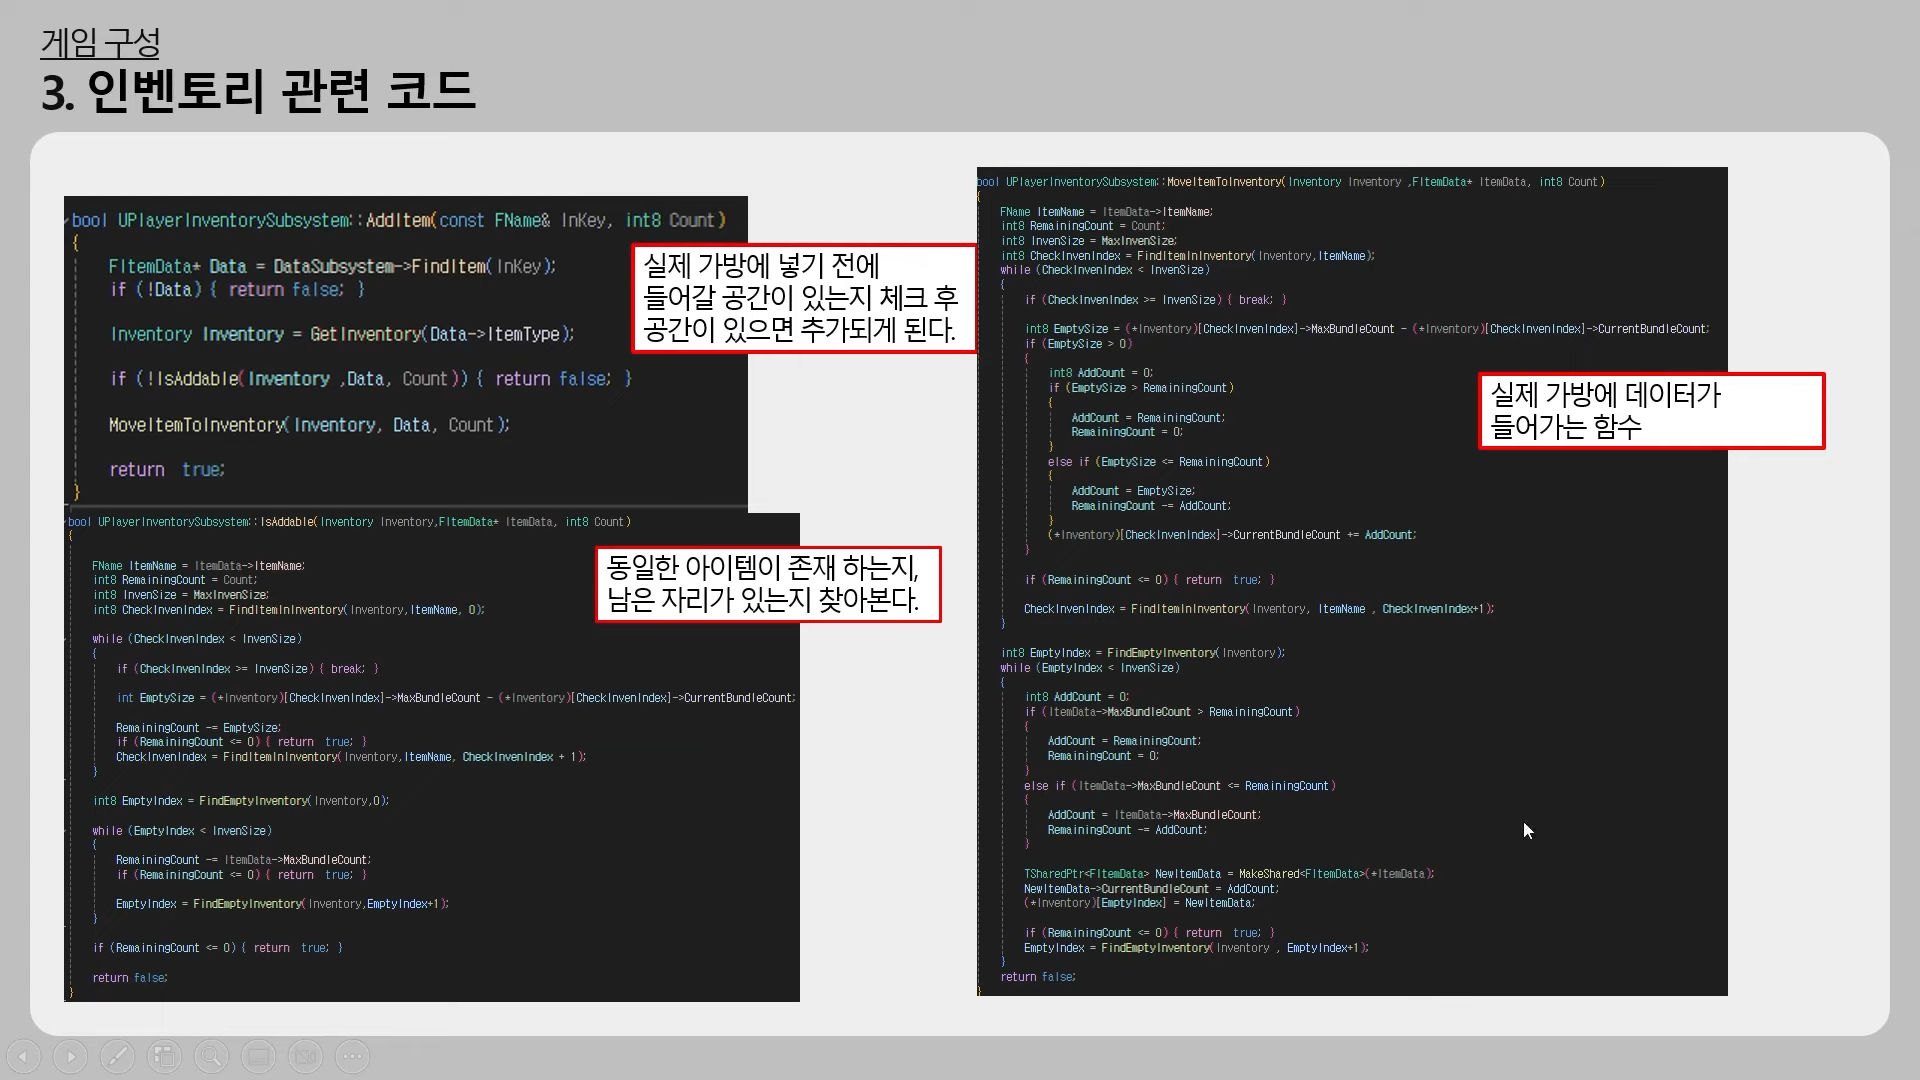 게임 구성
3. 인벤토리 관련 코드
bool UPlayerInventorySubsystem::AddItem(const FName& InKey, int8 Count)
{
FItemData* Data = DataSubsystem->FindItem(InKey);
if (!Data) { return false; }
Inventory Inventory = GetInventory(Data->ItemType);
if (!IsAddable(Inventory ,Data, Count)) { return false; }
MoveItemToInventory(Inventory, Data, Count);
return true;
}
실제 가방에 넣기 전에
들어갈 공간이 있는지 체크 후
공간이 있으면 추가되게 된다.
bool UPlayerInventorySubsystem::IsAddable(Inventory Inventory,FItemData* ItemData, int8 Count)
{
FName ItemName = ItemData->ItemName;
int8 RemainingCount = Count;
int8 InvenSize = MaxInvenSize;
int8 CheckInvenIndex = FindItemInInventory(Inventory,ItemName, 0);
while (CheckInvenIndex < InvenSize)
{
if (CheckInvenIndex >= InvenSize) { break; }
int EmptySize = (*Inventory)[CheckInvenIndex]->MaxBundleCount - (*Inventory)[CheckInvenIndex]->CurrentBundleCount;
RemainingCount -= EmptySize;
if (RemainingCount <= 0) { return true; }
CheckInvenIndex = FindItemInInventory(Inventory,ItemName, CheckInvenIndex + 1);
}
int8 EmptyIndex = FindEmptyInventory(Inventory,0);
while (EmptyIndex < InvenSize)
{
RemainingCount -= ItemData->MaxBundleCount;
if (RemainingCount <= 0) { return true; }
EmptyIndex = FindEmptyInventory(Inventory,EmptyIndex+1);
}
if (RemainingCount <= 0) { return true; }
return false;
}
동일한 아이템이 존재 하는지,
남은 자리가 있는지 찾아본다.
bool UPlayerInventorySubsystem::MoveItemToInventory(Inventory Inventory ,FItemData* ItemData, int8 Count)
{
FName ItemName = ItemData->ItemName;
int8 RemainingCount = Count;
int8 InvenSize = MaxInvenSize;
int8 CheckInvenIndex = FindItemInInventory(Inventory,ItemName);
while (CheckInvenIndex < InvenSize)
{
if (CheckInvenIndex >= InvenSize) { break; }
int8 EmptySize = (*Inventory)[CheckInvenIndex]->MaxBundleCount - (*Inventory)[CheckInvenIndex]->CurrentBundleCount;
if (EmptySize > 0)
{
int8 AddCount = 0;
if (EmptySize > RemainingCount)
{
AddCount = RemainingCount;
RemainingCount = 0;
}
else if (EmptySize <= RemainingCount)
{
AddCount = EmptySize;
RemainingCount -= AddCount;
}
(*Inventory)[CheckInvenIndex]->CurrentBundleCount += AddCount;
}
if (RemainingCount <= 0) { return true; }
CheckInvenIndex = FindItemInInventory(Inventory, ItemName , CheckInvenIndex+1);
}
int8 EmptyIndex = FindEmptyInventory(Inventory);
while (EmptyIndex < InvenSize)
{
int8 AddCount = 0;
if (ItemData->MaxBundleCount > RemainingCount)
{
AddCount = RemainingCount;
RemainingCount = 0;
}
else if (ItemData->MaxBundleCount <= RemainingCount)
{
AddCount = ItemData->MaxBundleCount;
RemainingCount -= AddCount;
}
TSharedPtr<FItemData> NewItemData = MakeShared<FItemData>(*ItemData);
NewItemData->CurrentBundleCount = AddCount;
(*Inventory)[EmptyIndex] = NewItemData;
if (RemainingCount <= 0) { return true; }
EmptyIndex = FindEmptyInventory(Inventory , EmptyIndex+1);
}
return false;
}
실제 가방에 데이터가
들어가는 함수